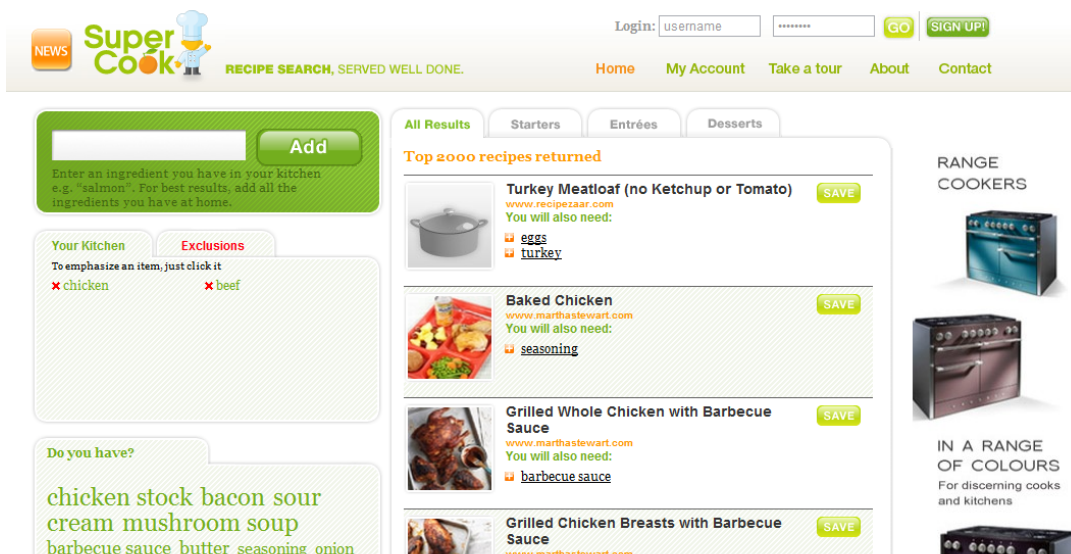 NEWS
Super
Cook
RECIPE SEARCH, SERVED WELL DONE.
Login: username ········ GO SIGN UP!
Home My Account Take a tour About Contact
Add
Enter an ingredient you have in your kitchen
e.g. “salmon”. For best results, add all the
ingredients you have at home.
Your Kitchen Exclusions
To emphasize an item, just click it
chicken beef
Do you have?
chicken stock bacon sour
cream mushroom soup
barbecue sauce butter seasoning onion
All Results Starters Entrées Desserts
Top 2000 recipes returned
Turkey Meatloaf (no Ketchup or Tomato) SAVE
www.recipezaar.com
You will also need:
eggs
turkey
Baked Chicken SAVE
www.marthastewart.com
You will also need:
seasoning
Grilled Whole Chicken with Barbecue SAVE
Sauce
www.marthastewart.com
You will also need:
barbecue sauce
Grilled Chicken Breasts with Barbecue SAVE
Sauce
www.marthastewart.com
RANGE
COOKERS
IN A RANGE
OF COLOURS
For discerning cooks
and kitchens